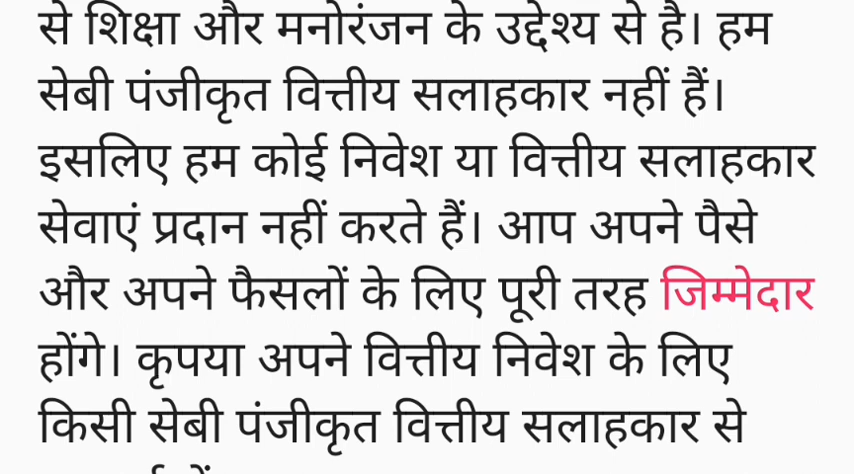 से शिक्षा और मनोरंजन के उद्देश्य से है। हम
सेबी पंजीकृत वित्तीय सलाहकार नहीं हैं।
इसलिए हम कोई निवेश या वित्तीय सलाहकार
सेवाएं प्रदान नहीं करते हैं। आप अपने पैसे
और अपने फैसलों के लिए पूरी तरह जिम्मेदार
होंगे। कृपया अपने वित्तीय निवेश के लिए
किसी सेबी पंजीकृत वित्तीय सलाहकार से